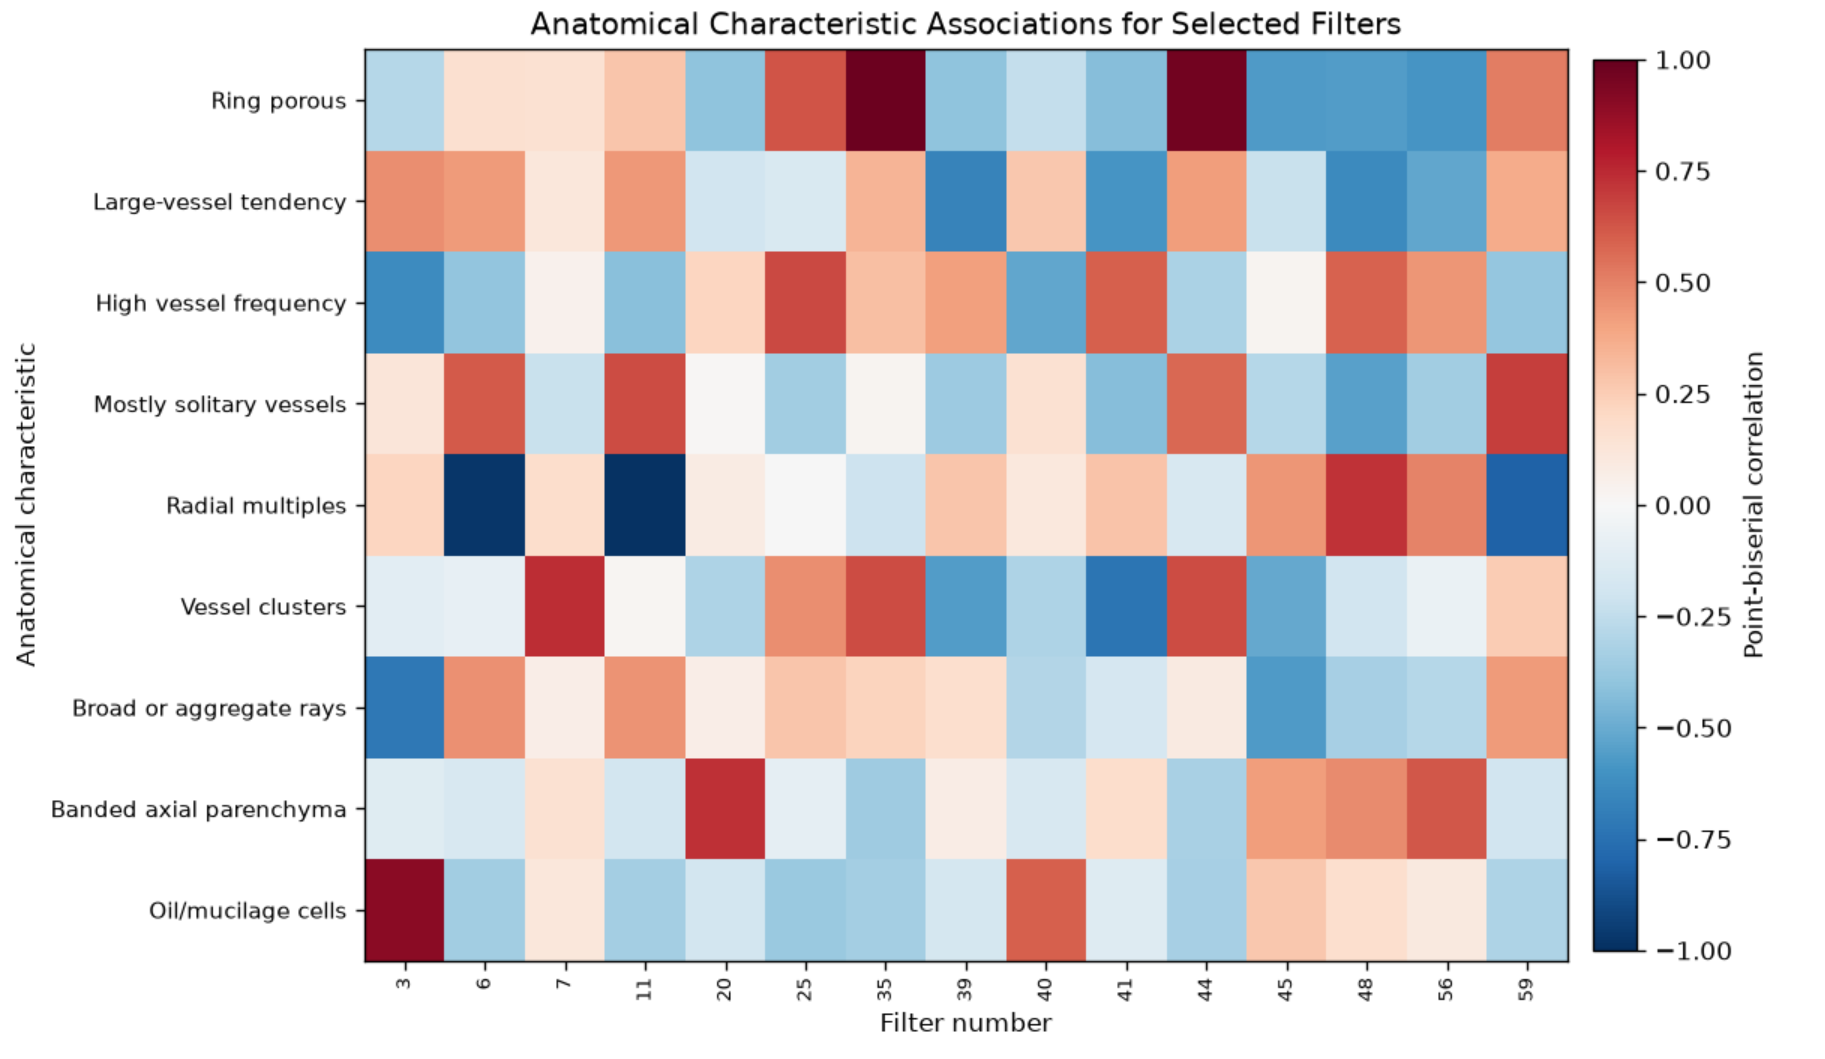 Anatomical Characteristic Associations for Selected Filters
Anatomical characteristic
Ring porous
Large-vessel tendency
High vessel frequency
Mostly solitary vessels
Radial multiples
Vessel clusters
Broad or aggregate rays
Banded axial parenchyma
Oil/mucilage cells
3 6 7 11 20 25 35 39 40 41 44 45 48 56 59
Filter number
1.00
0.75
0.50
0.25
0.00
−0.25
−0.50
−0.75
−1.00
Point-biserial correlation